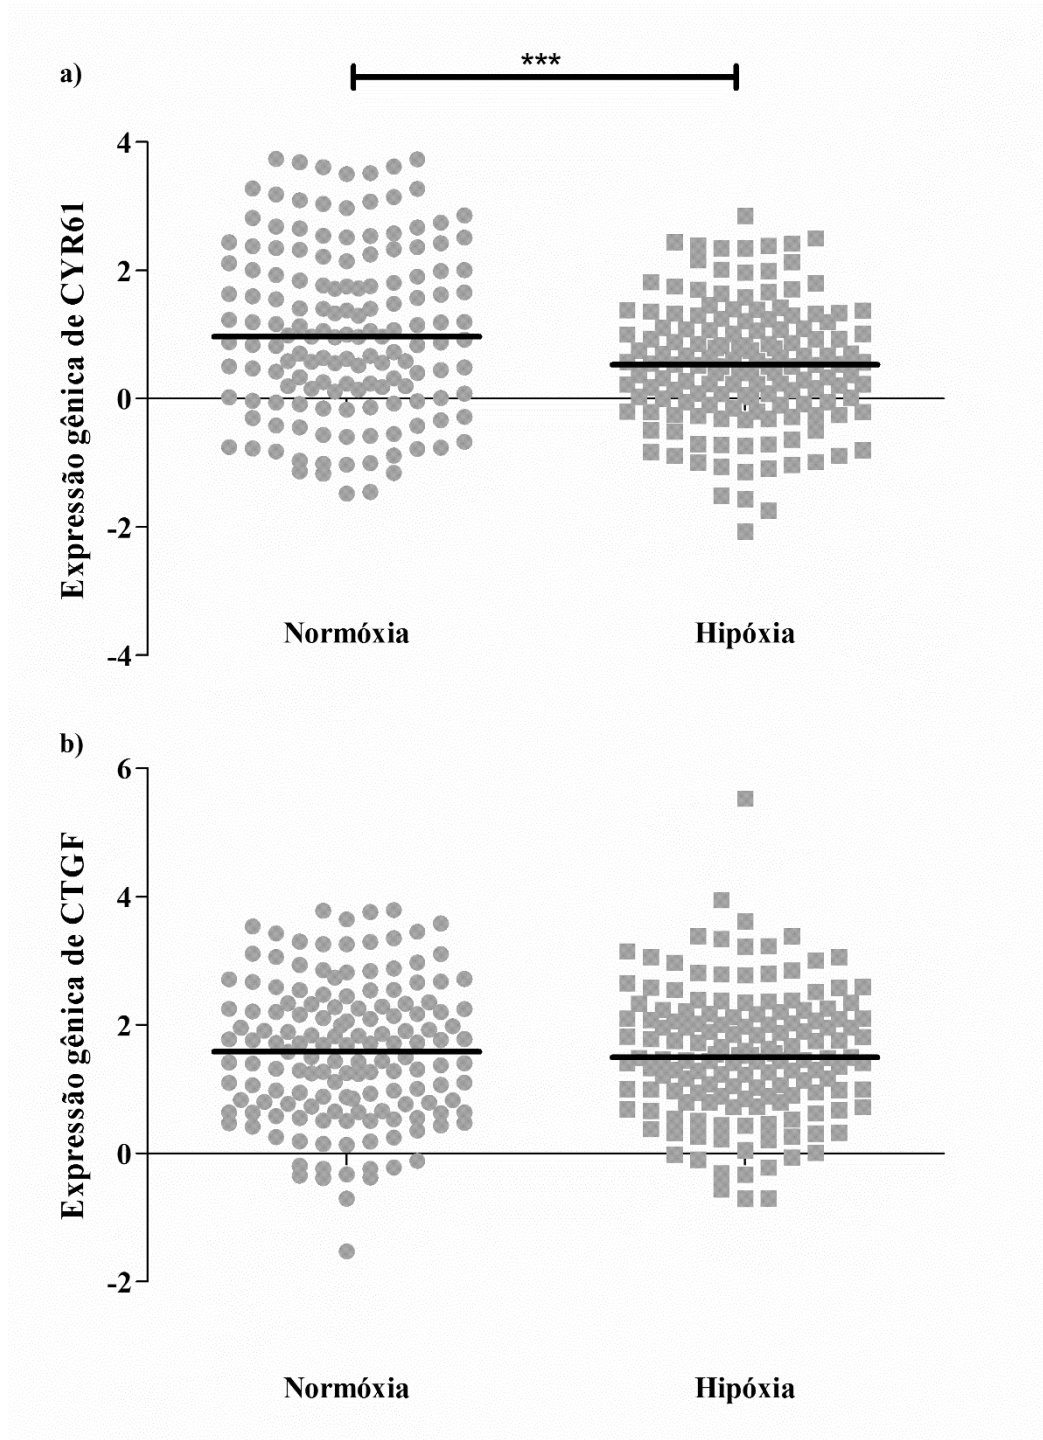 a)
***
Expressão gênica de CYR61
4
2
0
-2
-4
Normóxia
Hipóxia
b)
Expressão gênica de CTGF
6
4
2
0
-2
Normóxia
Hipóxia